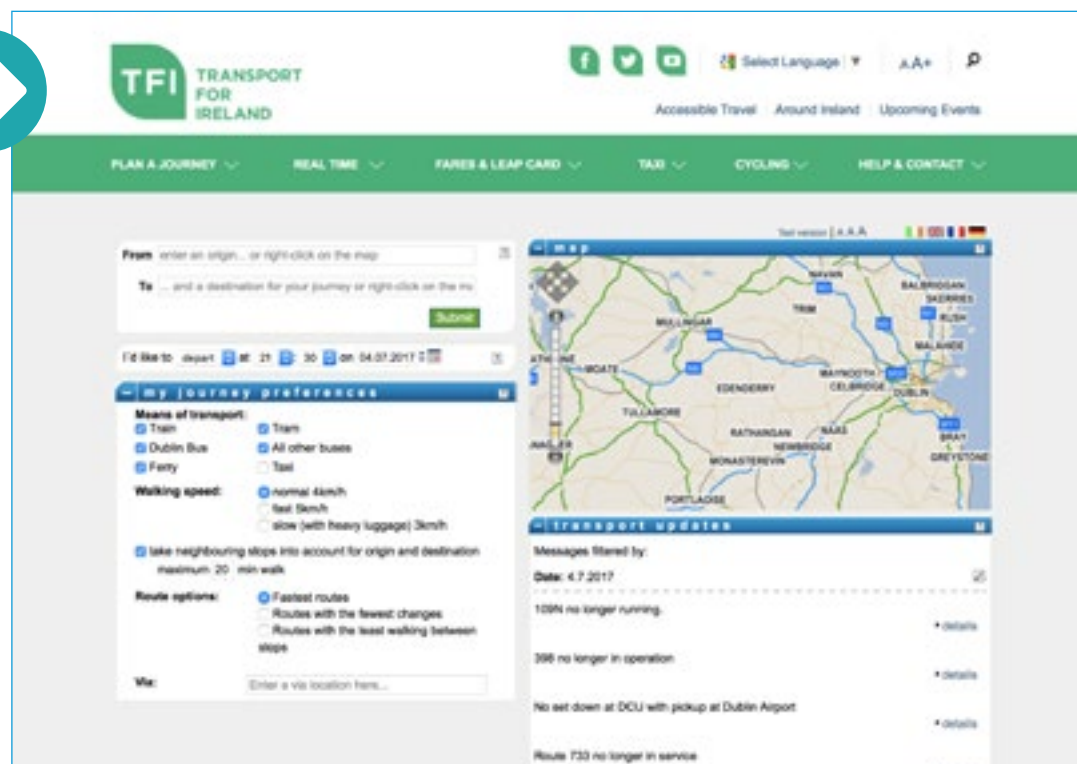 TFI
TRANSPORT
FOR
IRELAND
Select Language ▼
A A+
Accessible Travel
Around Ireland
Upcoming Events
PLAN A JOURNEY
REAL TIME
FARES & LEAP CARD
TAXI
CYCLING
HELP & CONTACT
Text version | A A A
From enter an origin... or right-click on the map
To ... and a destination for your journey or right-click on the
Submit
I'd like to depart at 21 : 30 on 04.07.2017
my journey preferences
Means of transport:
Train
Tram
Dublin Bus
All other buses
Ferry
Taxi
Walking speed:
normal 4km/h
fast 5km/h
slow (with heavy luggage) 3km/h
take neighbouring stops into account for origin and destination
maximum 20 min walk
Route options:
Fastest routes
Routes with the fewest changes
Routes with the least walking between
stops
Via:
Enter a via location here...
map
NAVAN
BALBRIGGAN
SKERRIES
TRIM
RUSH
MULLINGAR
MALAHIDE
MOATE
MAYNOOTH
EDENDERRY
CELBRIDGE
DUBLIN
TULLAMORE
RATHANGAN
NAAS
NEWBRIDGE
BRAY
MONASTEREVIN
GREYSTONE
PORTLAOISE
transport updates
Messages filtered by:
Date: 4.7.2017
109N no longer running.
details
398 no longer in operation
details
No set down at DCU with pickup at Dublin Airport
details
Route 733 no longer in service